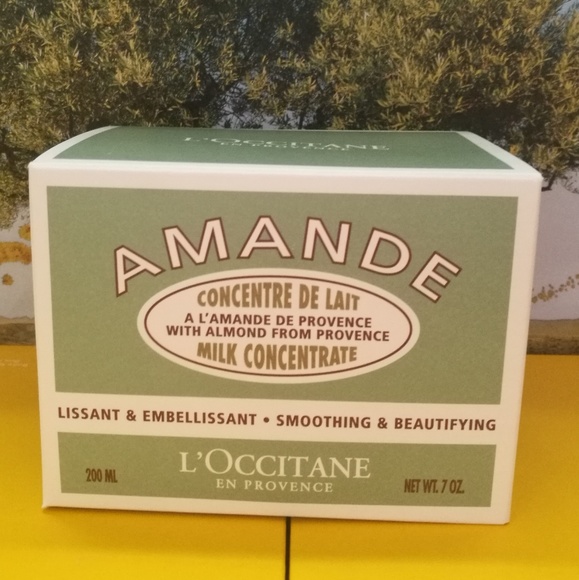 L'OCCITANE
EN PROVENCE
AMANDE
CONCENTRE DE LAIT
A L'AMANDE DE PROVENCE
WITH ALMOND FROM PROVENCE
MILK CONCENTRATE
LISSANT & EMBELLISSANT • SMOOTHING & BEAUTIFYING
L'OCCITANE
EN PROVENCE
200 ML
NET WT. 7 OZ.